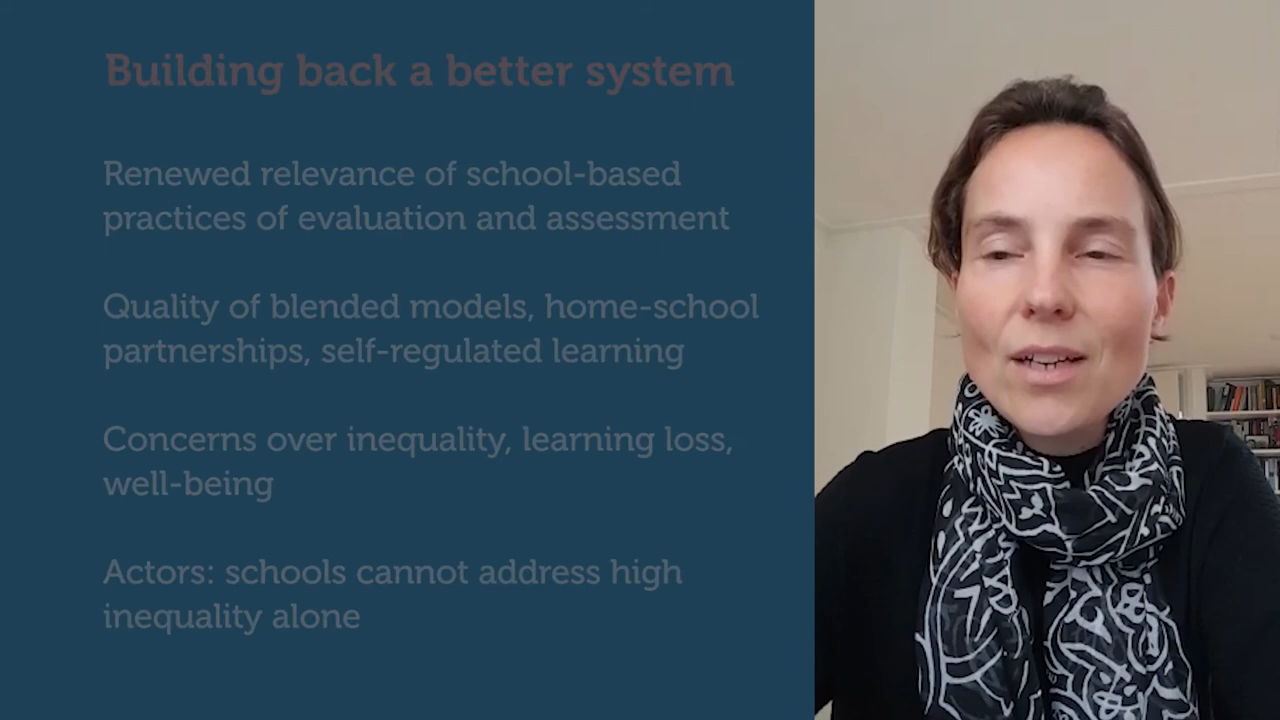 Building back a better system
Renewed relevance of school-based
practices of evaluation and assessment
Quality of blended models, home-school
partnerships, self-regulated learning
Concerns over inequality, learning loss,
well-being
Actors: schools cannot address high
inequality alone